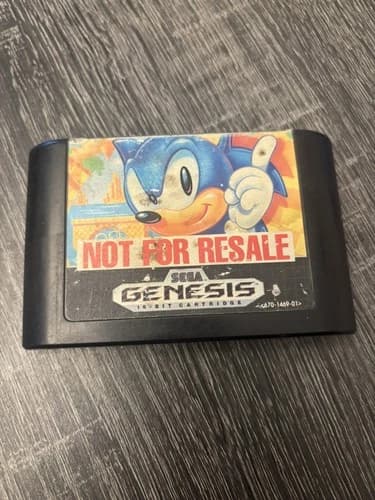 NOT FOR RESALE
SEGA
GENESIS
16-BIT CARTRIDGE
670-1469-01